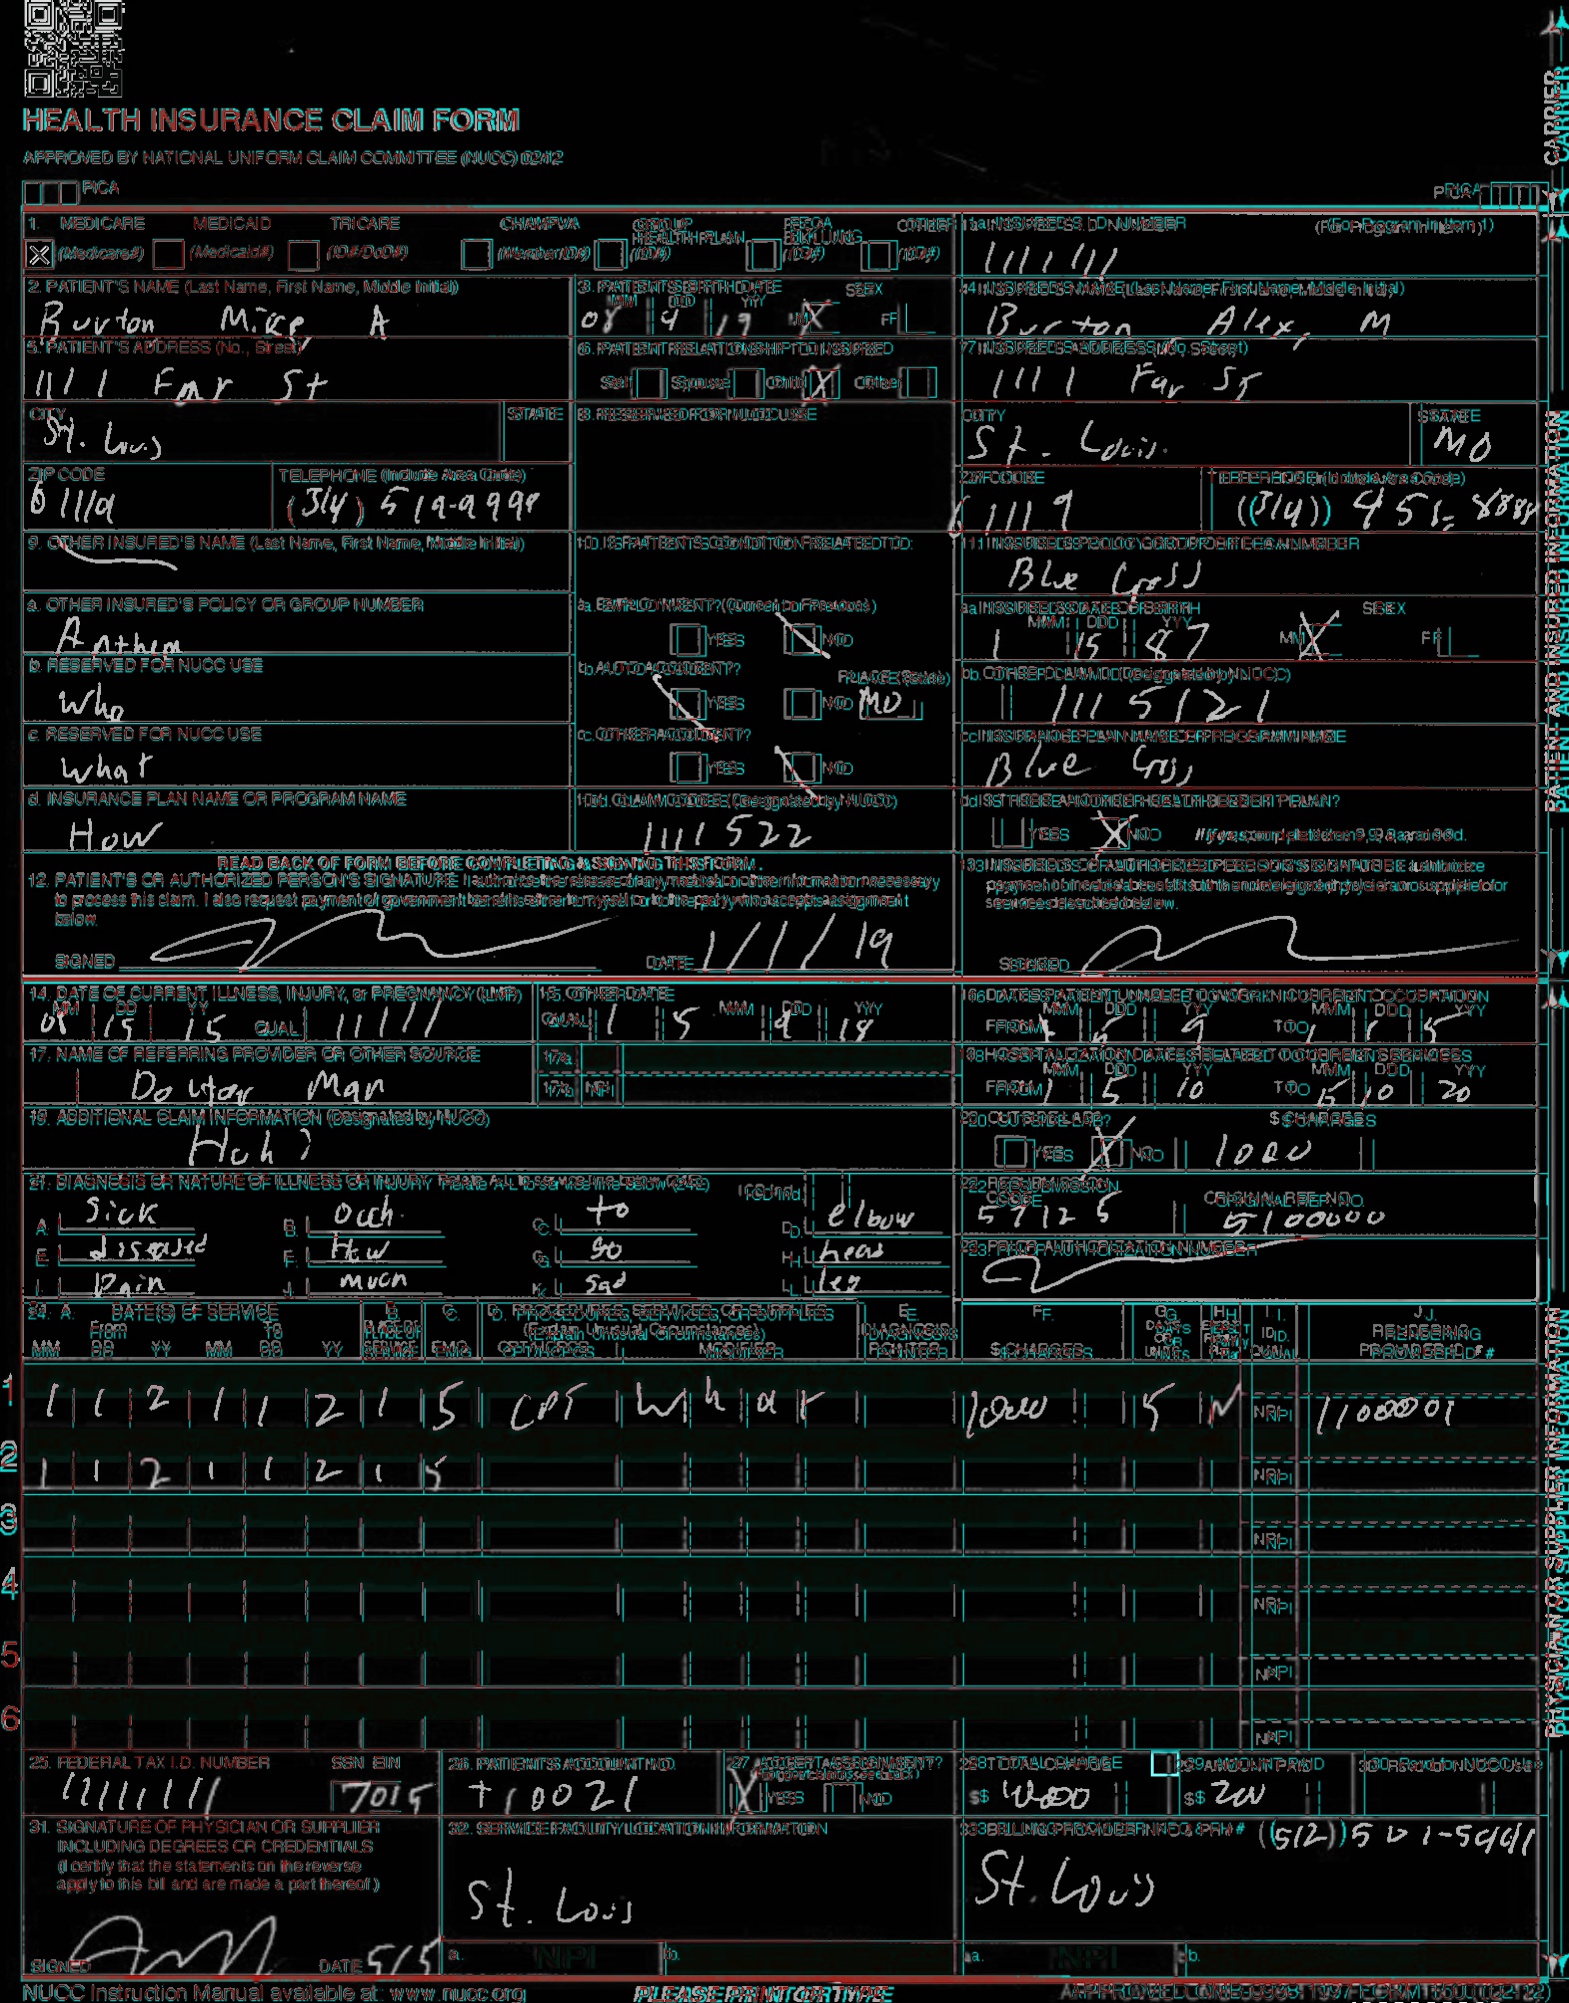 HEALTH INSURANCE CLAIM FORM
APPROVED BY NATIONAL UNIFORM CLAIM COMMITTEE (NUCC) 02/12
PICA
PICA
CARRIER
1. MEDICARE MEDICAID TRICARE CHAMPVA GROUP HEALTH PLAN FECA BLK LUNG OTHER
(Medicare#) (Medicaid#) (ID#/DoD#) (Member ID#) (ID#) (ID#) (ID#)
1a. INSURED'S I.D. NUMBER (For Program in Item 1)
111111
2. PATIENT'S NAME (Last Name, First Name, Middle Initial)
Burton Mike A
3. PATIENT'S BIRTH DATE SEX
MM DD YY
08 9 19 M X F
4. INSURED'S NAME (Last Name, First Name, Middle Initial)
Burton Alex, M
5. PATIENT'S ADDRESS (No., Street)
1111 Far St
6. PATIENT RELATIONSHIP TO INSURED
Self Spouse Child X Other
7. INSURED'S ADDRESS (No., Street)
1111 Far St
CITY STATE
St. Louis
8. RESERVED FOR NUCC USE
CITY STATE
St. Louis. MO
ZIP CODE TELEPHONE (Include Area Code)
61119 (314) 519-9999
ZIP CODE TELEPHONE (Include Area Code)
61119 (314) 8888
9. OTHER INSURED'S NAME (Last Name, First Name, Middle Initial)
10. IS PATIENT'S CONDITION RELATED TO:
11. INSURED'S POLICY GROUP OR FECA NUMBER
Blue Cross
a. OTHER INSURED'S POLICY OR GROUP NUMBER
Anthem
a. EMPLOYMENT? (Current or Previous)
YES NO
a. INSURED'S DATE OF BIRTH SEX
MM DD YY
1 15 87 M X F
b. RESERVED FOR NUCC USE
Who
b. AUTO ACCIDENT? PLACE (State)
YES NO MO
b. OTHER CLAIM ID (Designated by NUCC)
1115121
c. RESERVED FOR NUCC USE
What
c. OTHER ACCIDENT?
YES NO
c. INSURANCE PLAN NAME OR PROGRAM NAME
Blue Cross
d. INSURANCE PLAN NAME OR PROGRAM NAME
How
10d. CLAIM CODES (Designated by NUCC)
1111522
d. IS THERE ANOTHER HEALTH BENEFIT PLAN?
YES X NO If yes, complete items 9, 9a, and 9d.
READ BACK OF FORM BEFORE COMPLETING & SIGNING THIS FORM.
12. PATIENT'S OR AUTHORIZED PERSON'S SIGNATURE I authorize the release of any medical or other information necessary
to process this claim. I also request payment of government benefits either to myself or to the party who accepts assignment
below.
SIGNED DATE 1/1/19
13. INSURED'S OR AUTHORIZED PERSON'S SIGNATURE I authorize
payment of medical benefits to the undersigned physician or supplier for
services described below.
SIGNED
PATIENT AND INSURED INFORMATION
14. DATE OF CURRENT ILLNESS, INJURY, or PREGNANCY (LMP)
MM DD YY
15 15 QUAL 11111
15. OTHER DATE
QUAL 1 5 MM DD YY 9 18
16. DATES PATIENT UNABLE TO WORK IN CURRENT OCCUPATION
MM DD YY MM DD YY
FROM 9 TO 1 1 5
17. NAME OF REFERRING PROVIDER OR OTHER SOURCE
Doctor Man
17a.
17b. NPI
18. HOSPITALIZATION DATES RELATED TO CURRENT SERVICES
MM DD YY MM DD YY
FROM 1 5 10 TO 15 10 20
19. ADDITIONAL CLAIM INFORMATION (Designated by NUCC)
Huh?
20. OUTSIDE LAB? $ CHARGES
YES X NO 1000
21. DIAGNOSIS OR NATURE OF ILLNESS OR INJURY Relate A-L to service line below (24E) ICD Ind.
A. Sick B. Ouch. C. to D. elbow
E. diseased F. How G. so H. head
I. Pain J. much K. sad L. leg
22. RESUBMISSION CODE ORIGINAL REF. NO.
57125 5100000
23. PRIOR AUTHORIZATION NUMBER
24. A. DATE(S) OF SERVICE B. C. D. PROCEDURES, SERVICES, OR SUPPLIES E. F. G. H. I. J.
From To PLACE OF (Explain Unusual Circumstances) DIAGNOSIS DAYS OR EPSDT ID. RENDERING
MM DD YY MM DD YY SERVICE EMG CPT/HCPCS MODIFIER POINTER $ CHARGES UNITS QUAL. PROVIDER ID. #
1 1 1 2 1 1 2 1 5 CPT W h a t 1000 5 N NPI 1100001
2 1 1 2 1 1 2 1 5 NPI
3 NPI
4 NPI
5 NPI
6 NPI
25. FEDERAL TAX I.D. NUMBER SSN EIN
11111111 7015
26. PATIENT'S ACCOUNT NO.
110021
27. ACCEPT ASSIGNMENT?
X YES NO
28. TOTAL CHARGE
$
29. AMOUNT PAID
$ 200
30. Rsvd for NUCC Use
31. SIGNATURE OF PHYSICIAN OR SUPPLIER
INCLUDING DEGREES OR CREDENTIALS
(I certify that the statements on the reverse
apply to this bill and are made a part thereof.)
SIGNED DATE 5/5
32. SERVICE FACILITY LOCATION INFORMATION
St. Louis
a. NPI b.
33. BILLING PROVIDER INFO & PH # (512)
St. Louis
a. NPI b.
PHYSICIAN OR SUPPLIER INFORMATION
NUCC Instruction Manual available at: www.nucc.org
PLEASE PRINT OR TYPE